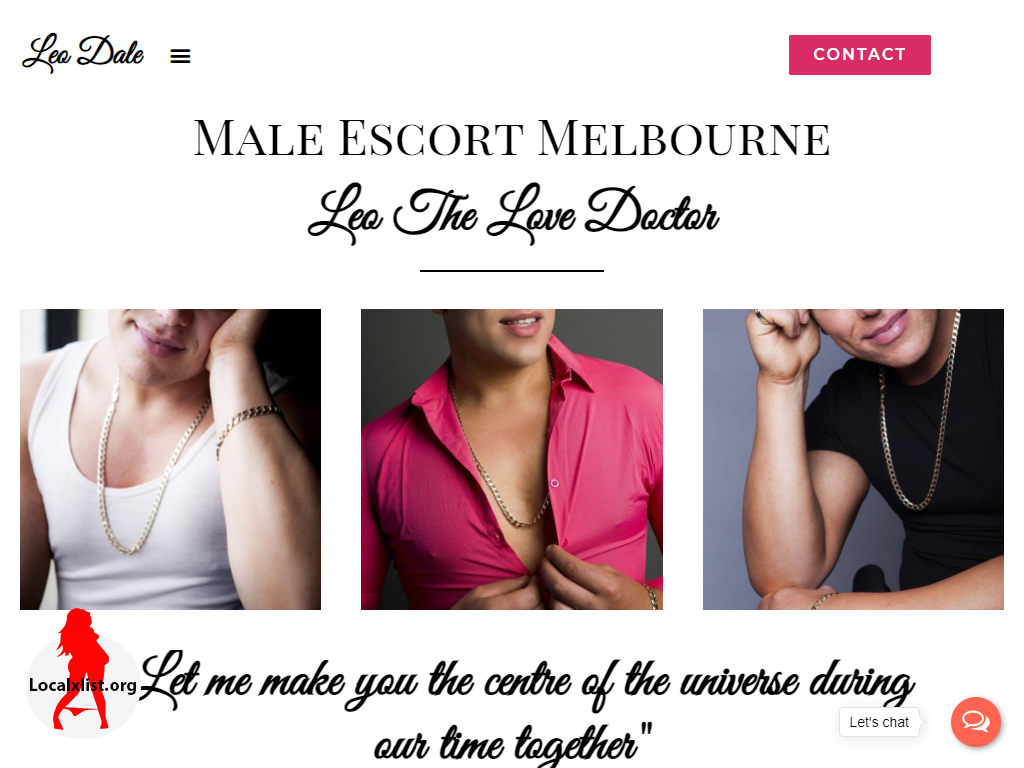 Leo Dale
CONTACT
Male Escort Melbourne
Leo The Love Doctor
Localxlist.org
Let me make you the centre of the universe during
our time together"
Let's chat